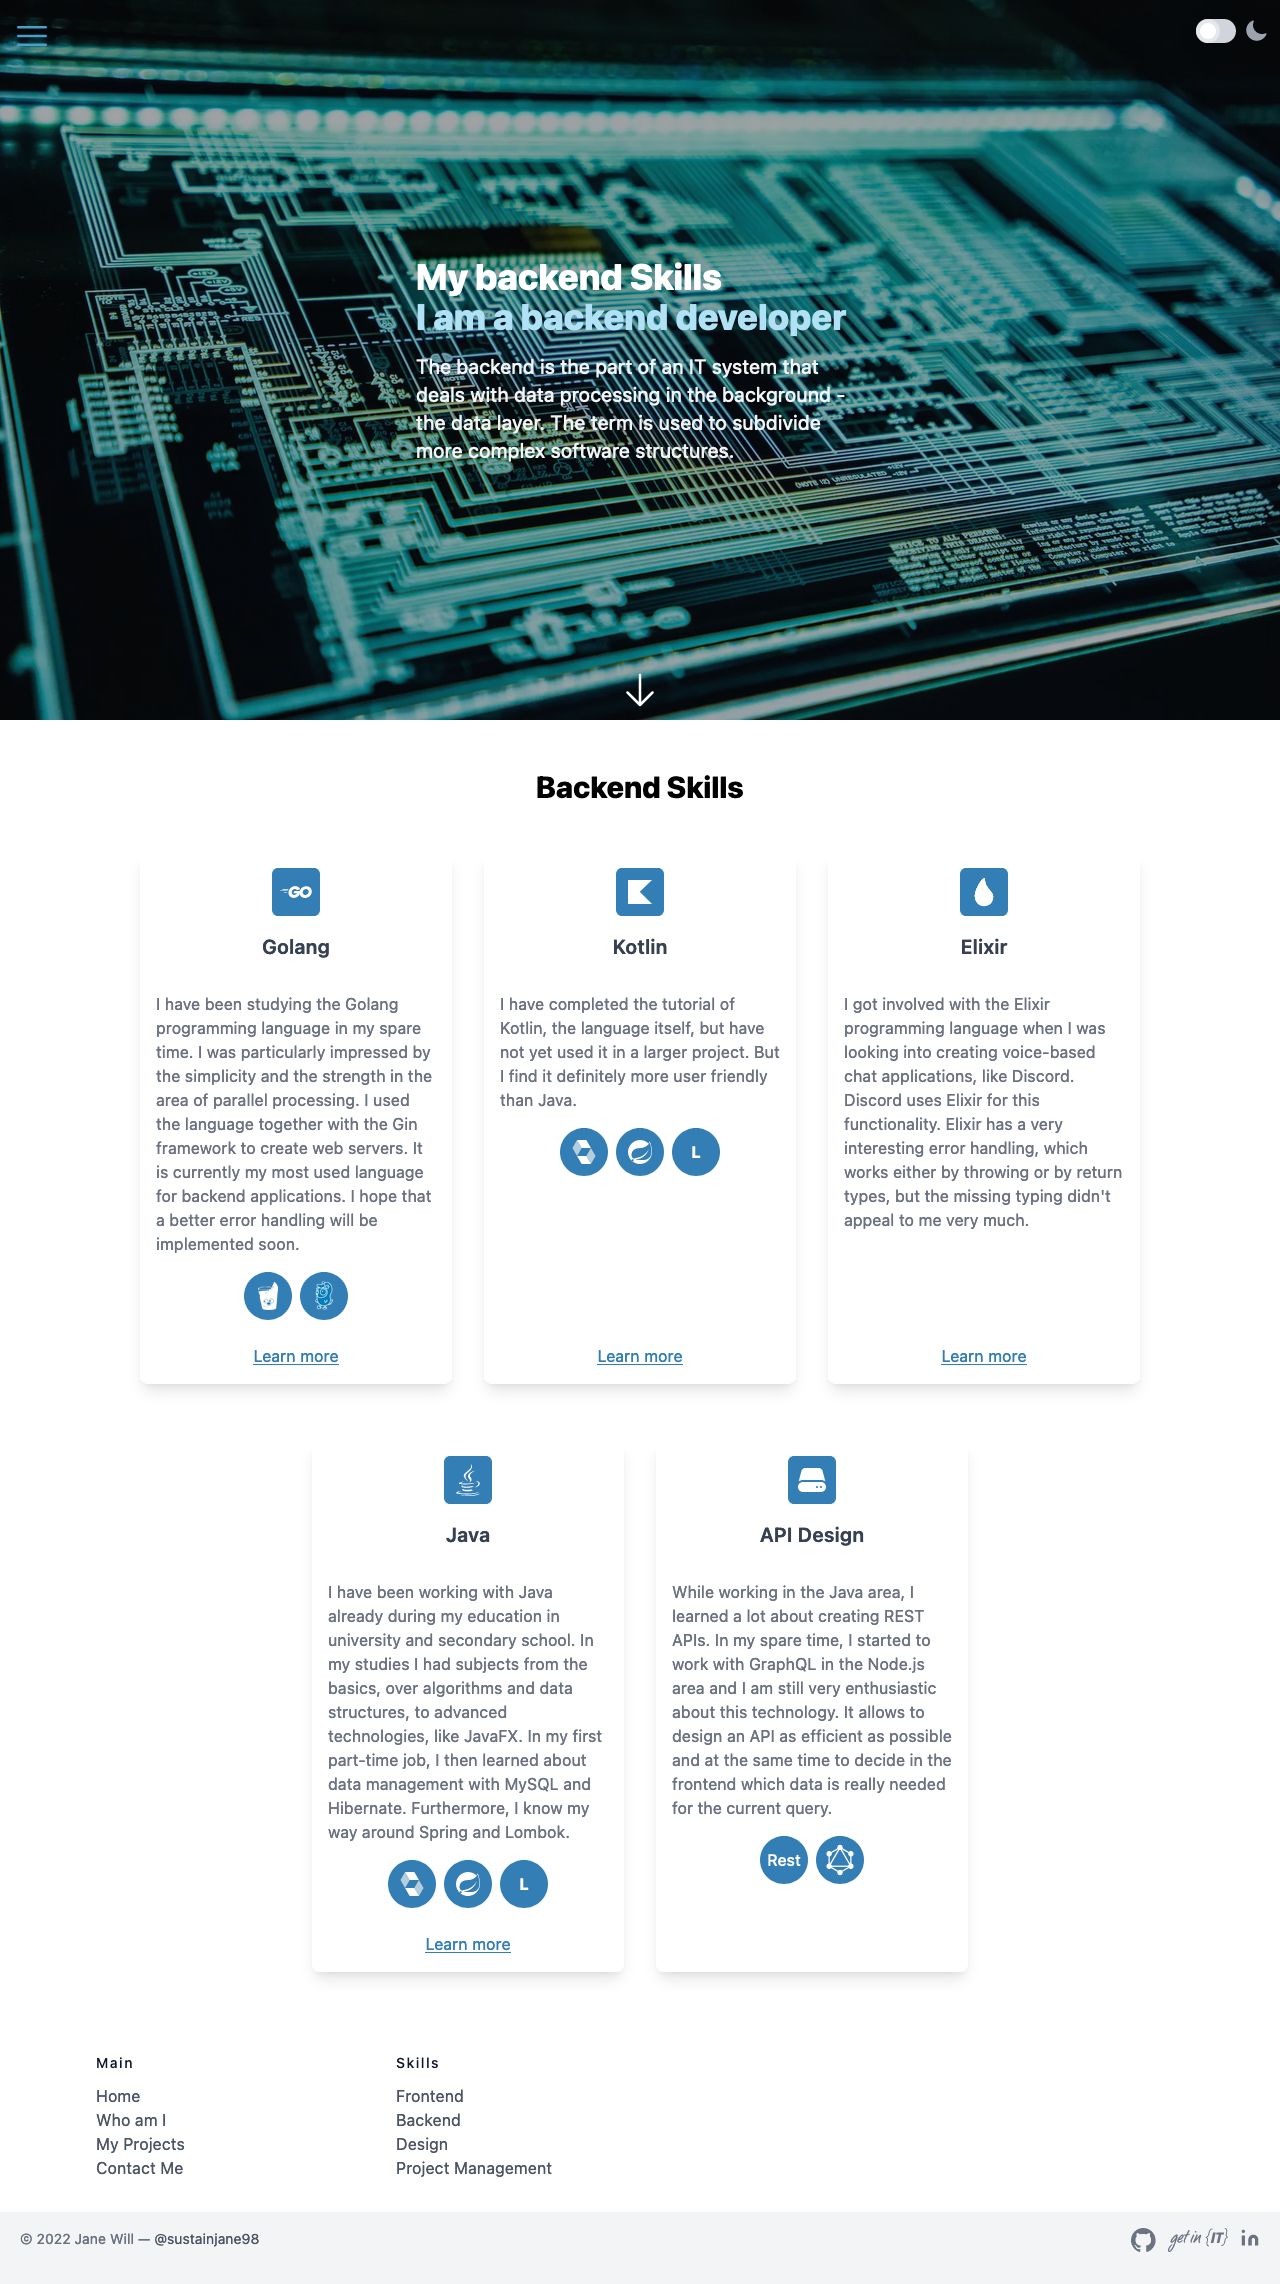 My backend Skills
I am a backend developer
The backend is the part of an IT system that
deals with data processing in the background -
the data layer. The term is used to subdivide
more complex software structures.
Backend Skills
GO
Golang
I have been studying the Golang
programming language in my spare
time. I was particularly impressed by
the simplicity and the strength in the
area of parallel processing. I used
the language together with the Gin
framework to create web servers. It
is currently my most used language
for backend applications. I hope that
a better error handling will be
implemented soon.
Learn more
Kotlin
I have completed the tutorial of
Kotlin, the language itself, but have
not yet used it in a larger project. But
I find it definitely more user friendly
than Java.
L
Learn more
Elixir
I got involved with the Elixir
programming language when I was
looking into creating voice-based
chat applications, like Discord.
Discord uses Elixir for this
functionality. Elixir has a very
interesting error handling, which
works either by throwing or by return
types, but the missing typing didn't
appeal to me very much.
Learn more
Java
I have been working with Java
already during my education in
university and secondary school. In
my studies I had subjects from the
basics, over algorithms and data
structures, to advanced
technologies, like JavaFX. In my first
part-time job, I then learned about
data management with MySQL and
Hibernate. Furthermore, I know my
way around Spring and Lombok.
L
Learn more
API Design
While working in the Java area, I
learned a lot about creating REST
APIs. In my spare time, I started to
work with GraphQL in the Node.js
area and I am still very enthusiastic
about this technology. It allows to
design an API as efficient as possible
and at the same time to decide in the
frontend which data is really needed
for the current query.
Rest
Main
Home
Who am I
My Projects
Contact Me
Skills
Frontend
Backend
Design
Project Management
© 2022 Jane Will — @sustainjane98
get in {IT}
in